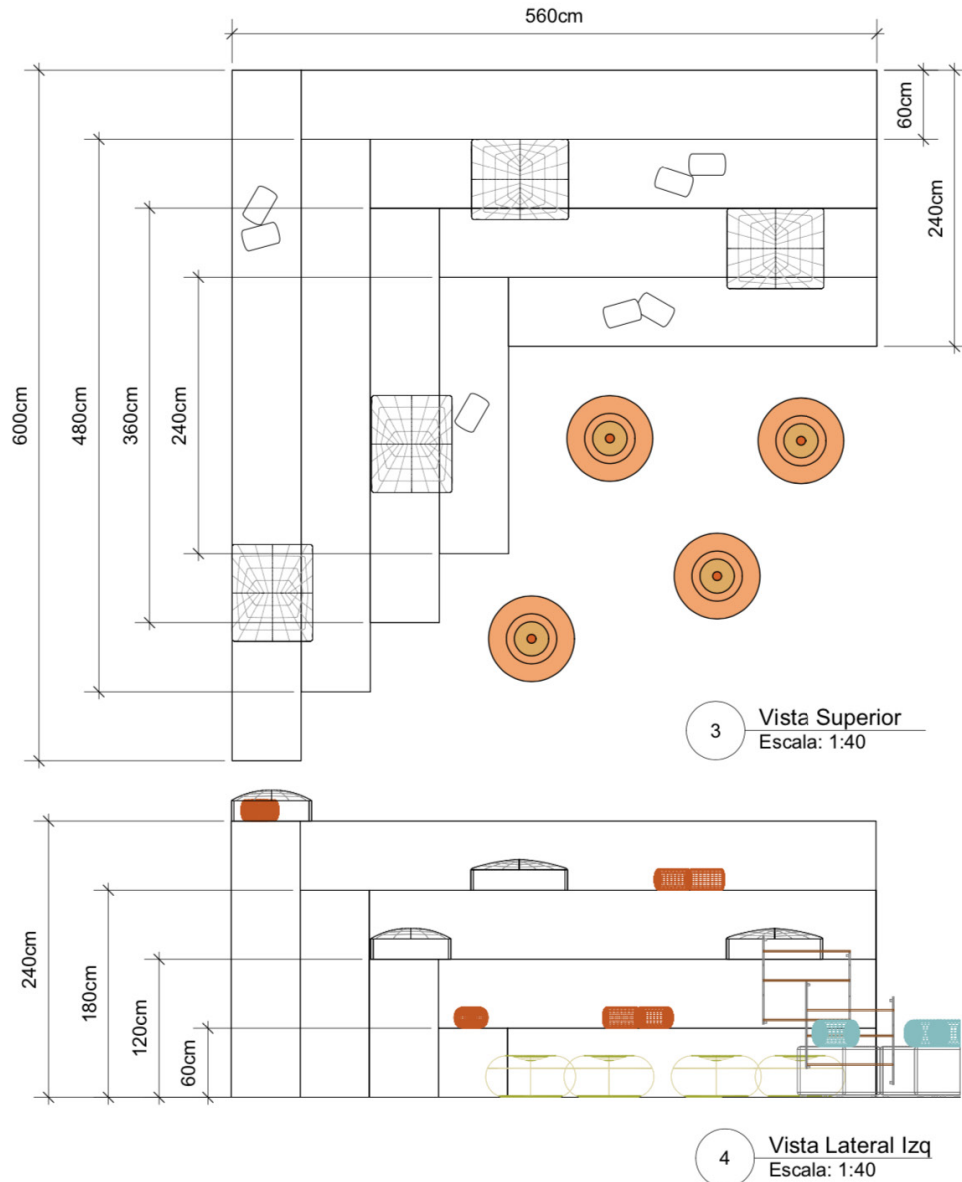 560cm
60cm
240cm
600cm
480cm
360cm
240cm
3
Vista Superior
Escala: 1:40
240cm
180cm
120cm
60cm
4
Vista Lateral Izq
Escala: 1:40